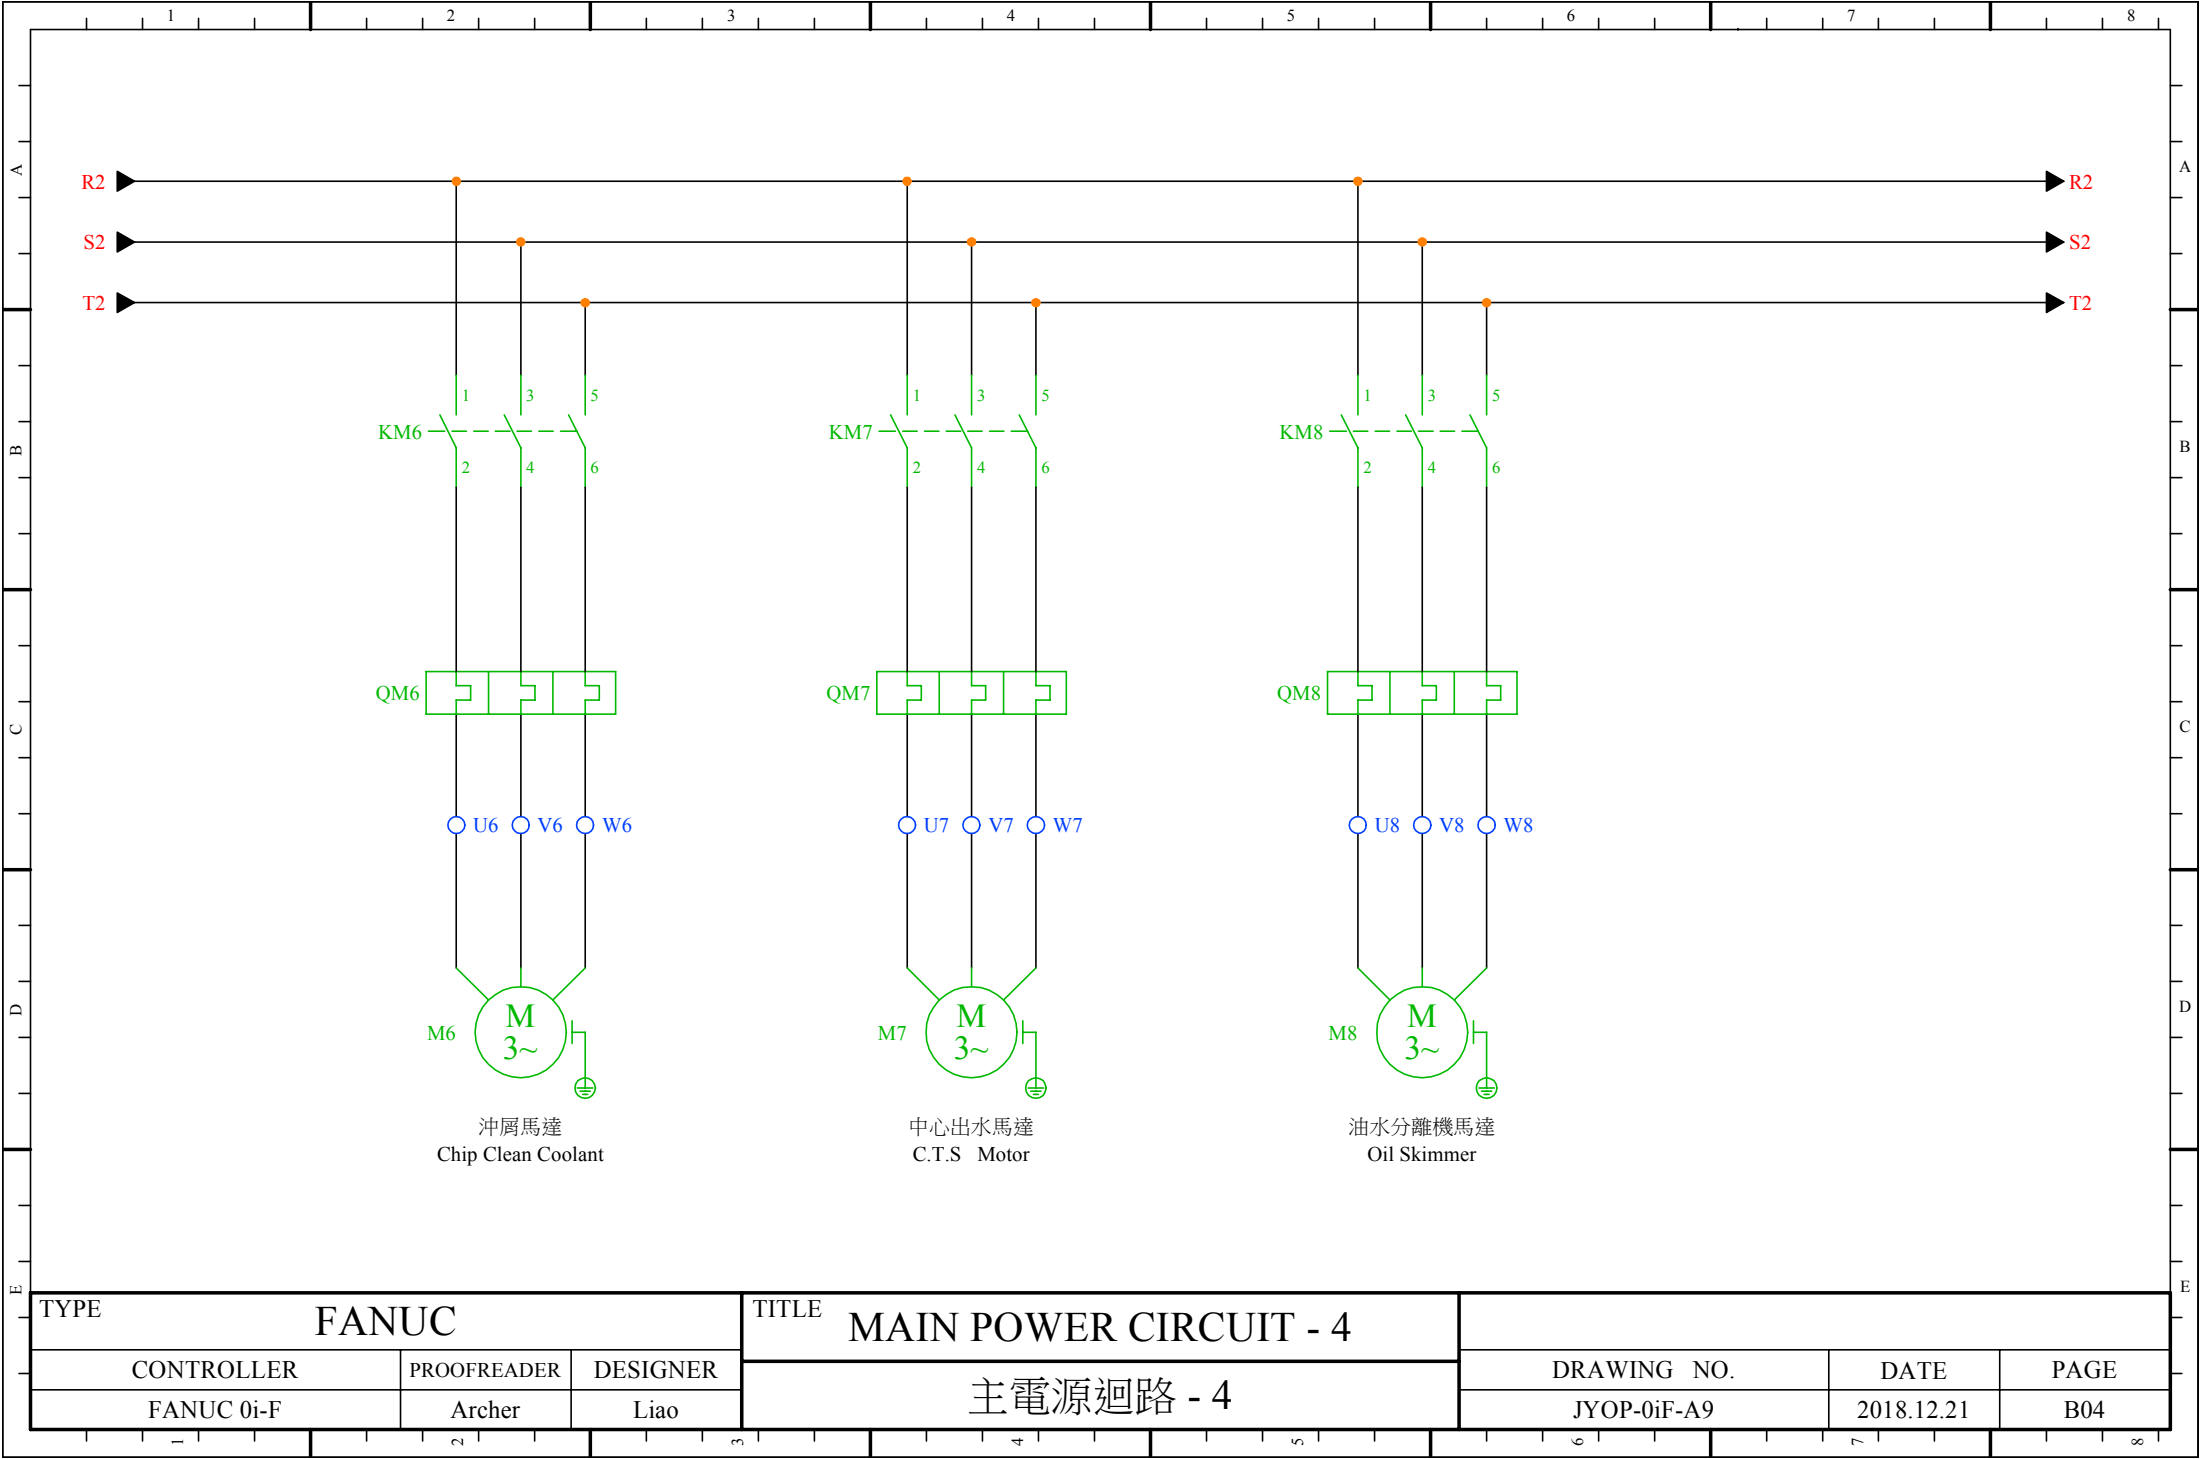 1 2 3 4 5 6 7 8
A A
R2 R2
S2 S2
T2 T2
1 3 5 1 3 5 1 3 5
KM6 KM7 KM8
B B
2 4 6 2 4 6 2 4 6
QM6 QM7 QM8
C C
U6 V6 W6 U7 V7 W7 U8 V8 W8
D D
M M M
M6 M7 M8
3~ 3~ 3~
沖屑馬達 中心出水馬達 油水分離機馬達
Chip Clean Coolant C.T.S Motor Oil Skimmer
E E
TYPE FANUC TITLE MAIN POWER CIRCUIT - 4
CONTROLLER PROOFREADER DESIGNER DRAWING NO. DATE PAGE
主電源迴路 - 4
FANUC 0i-F Archer Liao JYOP-0iF-A9 2018.12.21 B04
1 2 3 4 5 6 7 8